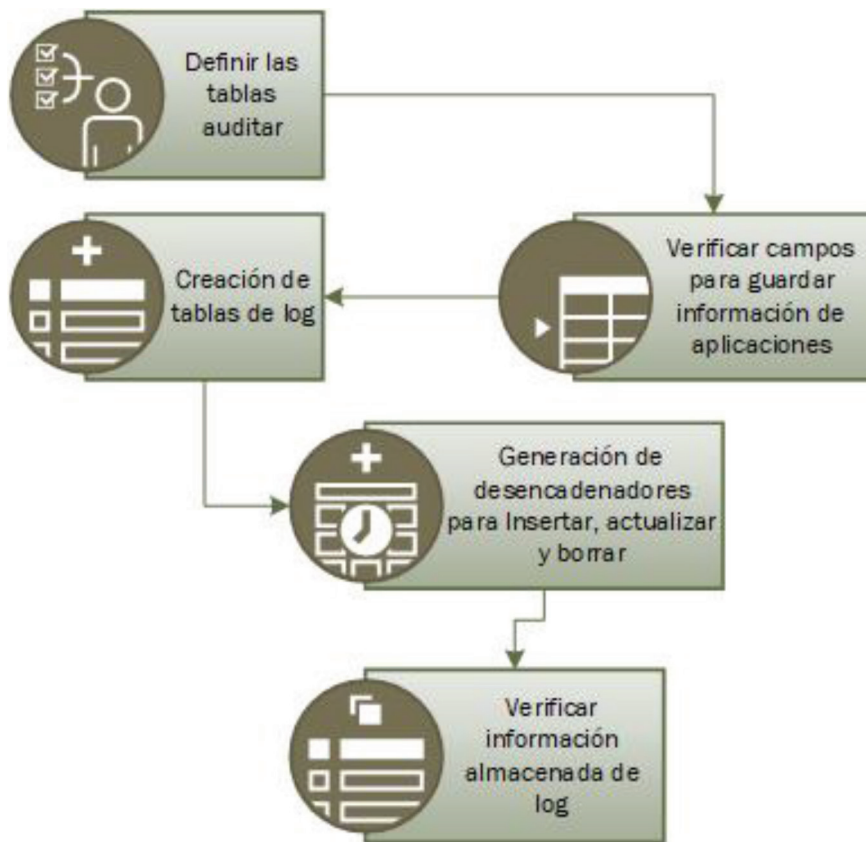 Definir las
tablas
auditar
Verificar campos
para guardar
información de
aplicaciones
Creación de
tablas de log
Generación de
desencadenadores
para Insertar, actualizar
y borrar
Verificar
información
almacenada de
log